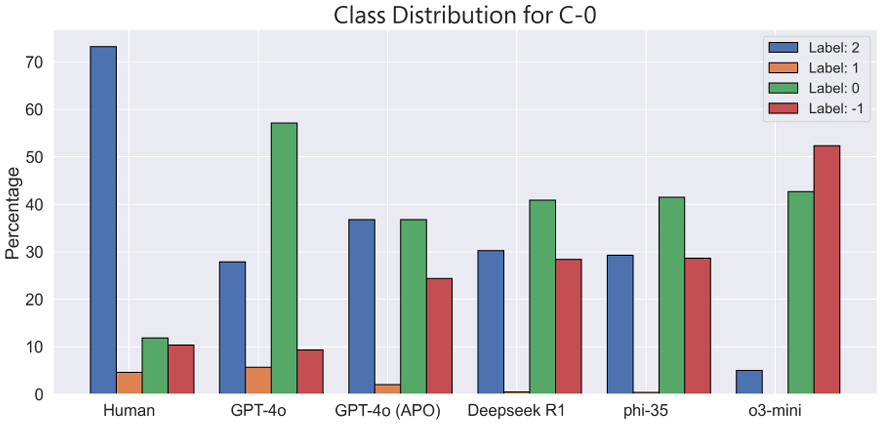 Class Distribution for C-0
Label: 2
Label: 1
Label: 0
Label: -1
Percentage
70
60
50
40
30
20
10
0
Human GPT-4o GPT-4o (APO) Deepseek R1 phi-35 o3-mini